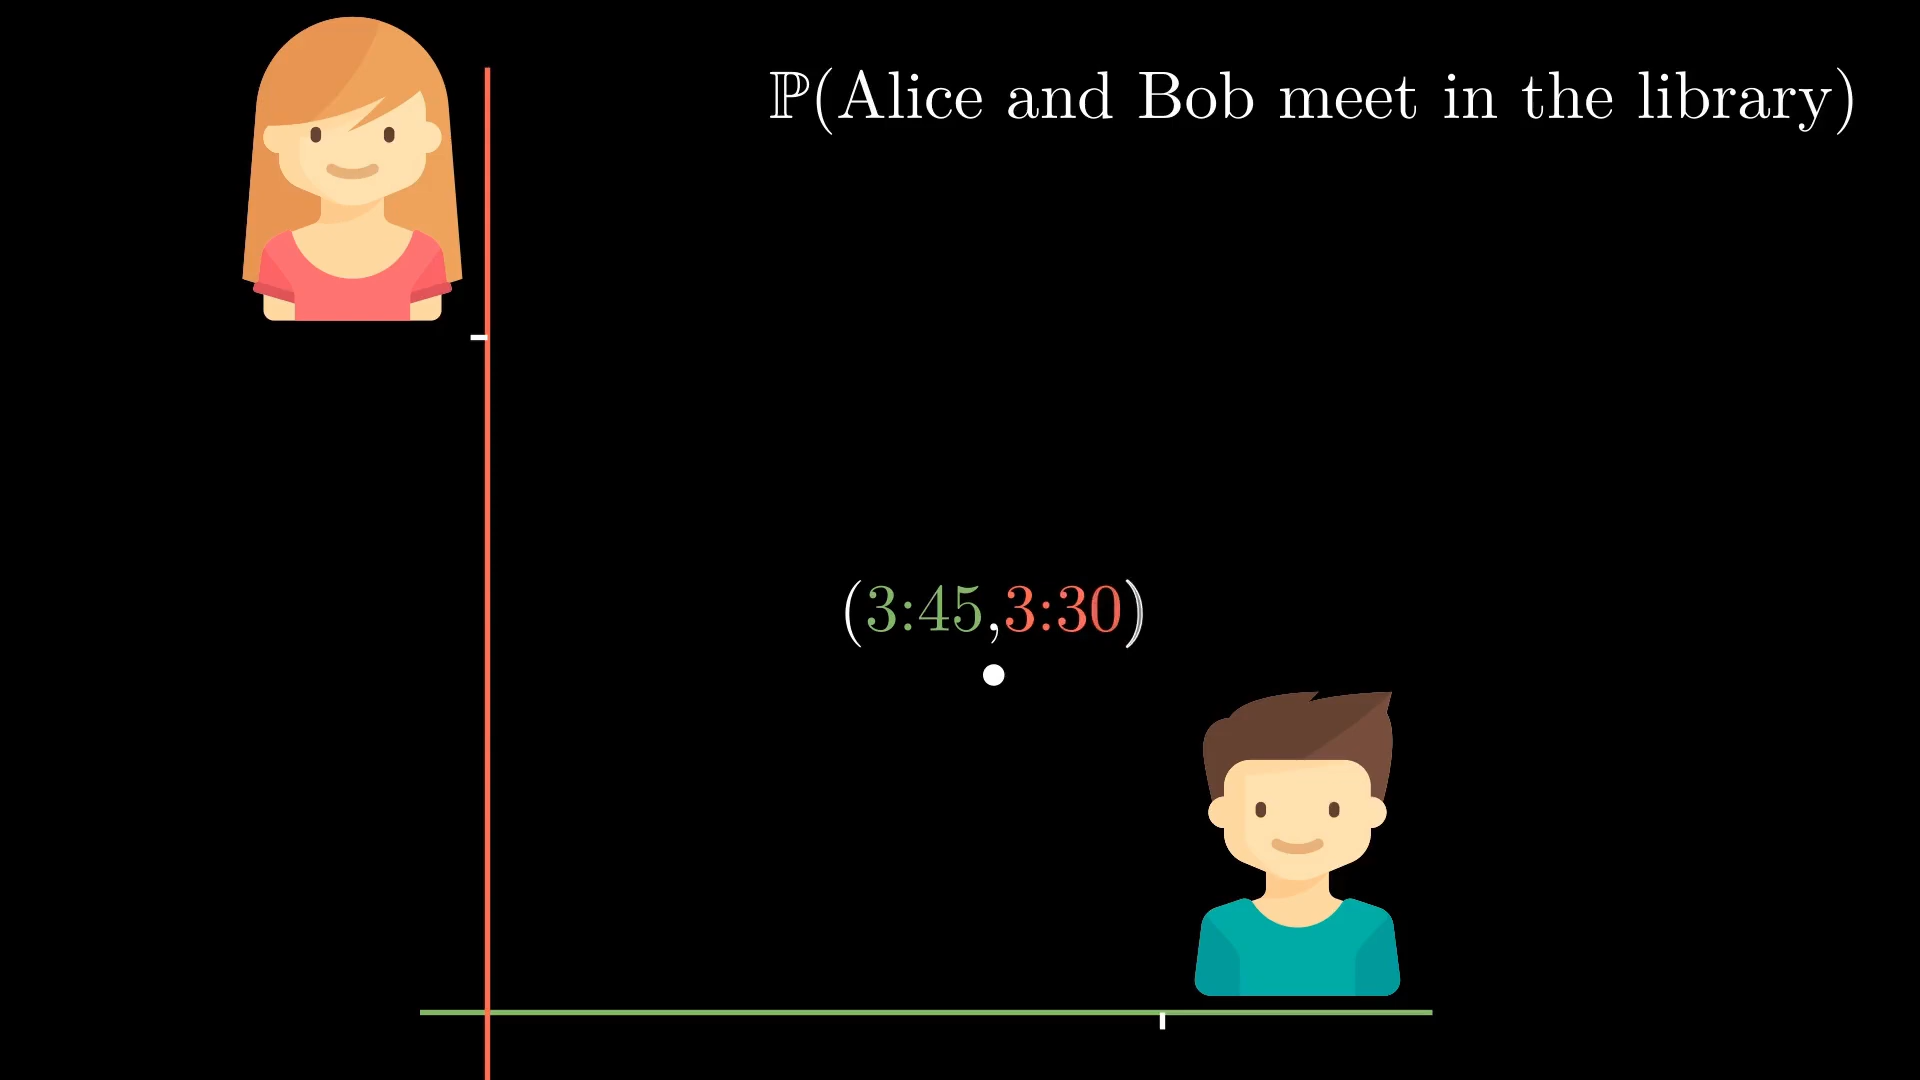 ℙ(Alice and Bob meet in the library)
(3:45,3:30)